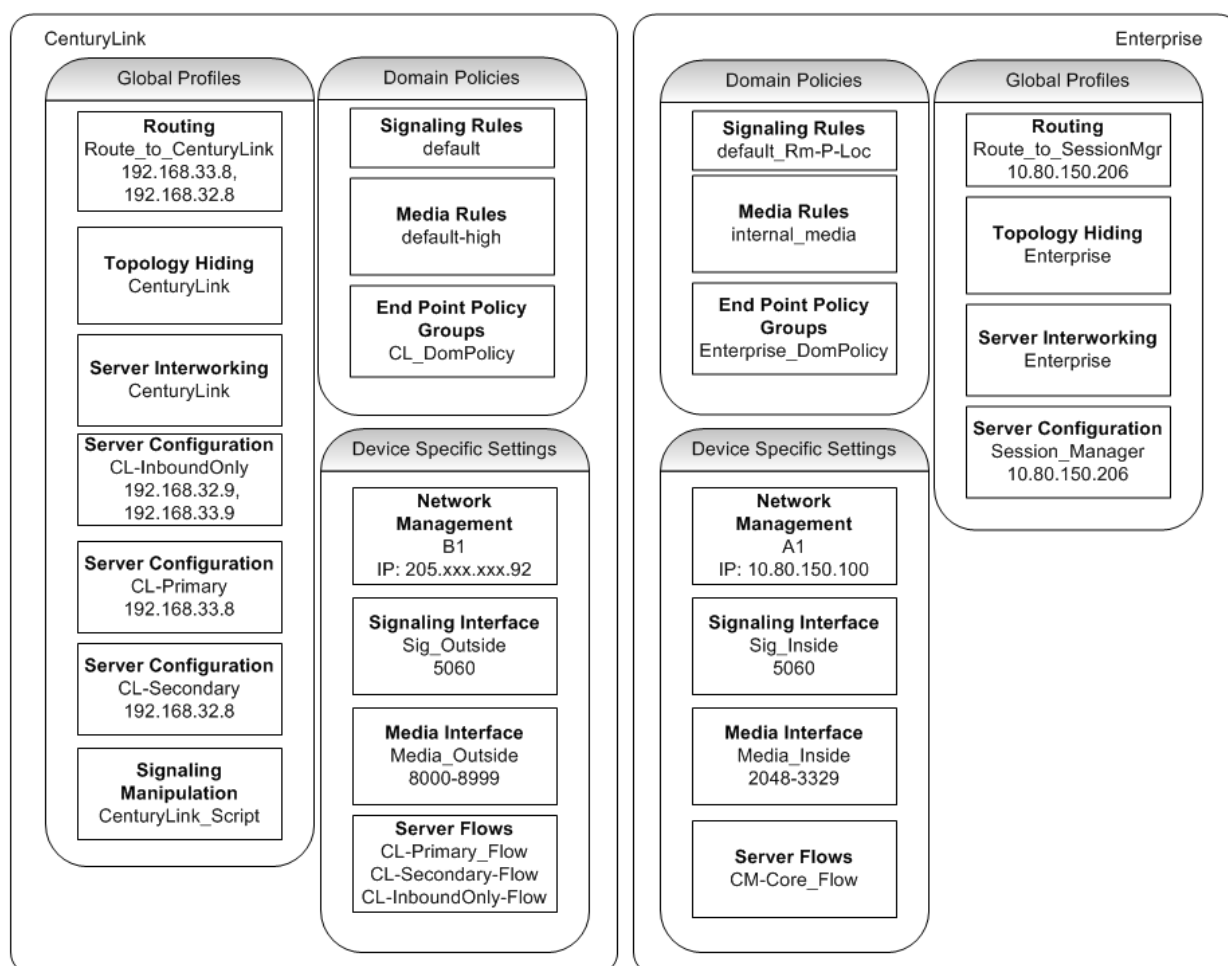 CenturyLink
Global Profiles
Routing
Route_to_CenturyLink
192.168.33.8,
192.168.32.8
Topology Hiding
CenturyLink
Server Interworking
CenturyLink
Server Configuration
CL-InboundOnly
192.168.32.9,
192.168.33.9
Server Configuration
CL-Primary
192.168.33.8
Server Configuration
CL-Secondary
192.168.32.8
Signaling
Manipulation
CenturyLink_Script
Domain Policies
Signaling Rules
default
Media Rules
default-high
End Point Policy
Groups
CL_DomPolicy
Device Specific Settings
Network
Management
B1
IP: 205.xxx.xxx.92
Signaling Interface
Sig_Outside
5060
Media Interface
Media_Outside
8000-8999
Server Flows
CL-Primary_Flow
CL-Secondary-Flow
CL-InboundOnly-Flow
Enterprise
Domain Policies
Signaling Rules
default_Rm-P-Loc
Media Rules
internal_media
End Point Policy
Groups
Enterprise_DomPolicy
Device Specific Settings
Network
Management
A1
IP: 10.80.150.100
Signaling Interface
Sig_Inside
5060
Media Interface
Media_Inside
2048-3329
Server Flows
CM-Core_Flow
Global Profiles
Routing
Route_to_SessionMgr
10.80.150.206
Topology Hiding
Enterprise
Server Interworking
Enterprise
Server Configuration
Session_Manager
10.80.150.206